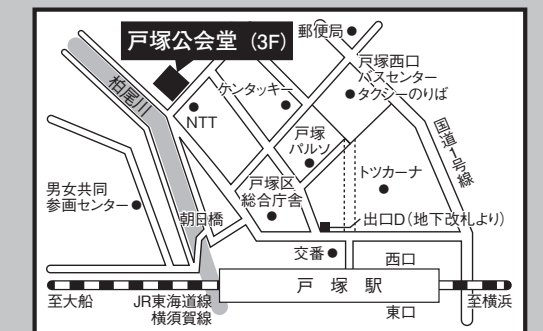 戸塚公会堂（3F）
郵便局
戸塚西口
バスセンター
タクシーのりば
柏尾川
ケンタッキー
NTT
国道1号線
戸塚
パルソ
トツカーナ
戸塚区
総合庁舎
男女共同
参画センター
朝日橋
出口D（地下改札より）
交番
西口
戸塚駅
至大船
JR東海道線
横須賀線
東口
至横浜